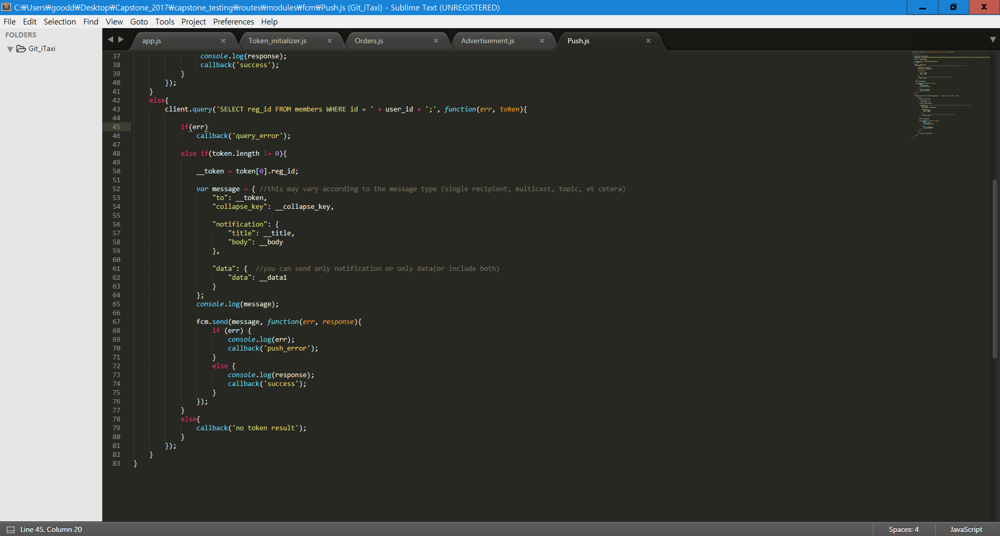 C:₩Users₩goodd₩Desktop₩Capstone_2017₩capstone_testing₩routes₩modules₩fcm₩Push.js (Git_iTaxi) - Sublime Text (UNREGISTERED)
File Edit Selection Find View Goto Tools Project Preferences Help
FOLDERS
Git_iTaxi
app.js Token_initializer.js Orders.js Advertisement.js Push.js
37 console.log(response);
38 callback('success');
39 }
40 });
41 }
42 else{
43 client.query('SELECT reg_id FROM members WHERE id = ' + user_id + ';', function(err, token){
44
45 if(err)
46 callback('query_error');
47
48 else if(token.length != 0){
49
50 __token = token[0].reg_id;
51
52 var message = { //this may vary according to the message type (single recipient, multicast, topic, et cetera)
53 "to": __token,
54 "collapse_key": __collapse_key,
55
56 "notification": {
57 "title": __title,
58 "body": __body
59 },
60
61 "data": { //you can send only notification or only data(or include both)
62 "data": __data1
63 }
64 };
65 console.log(message);
66
67 fcm.send(message, function(err, response){
68 if (err) {
69 console.log(err);
70 callback('push_error');
71 }
72 else {
73 console.log(response);
74 callback('success');
75 }
76 });
77 }
78 else{
79 callback('no token result');
80 }
81 });
82 }
83 }
Line 45, Column 20
Spaces: 4
JavaScript